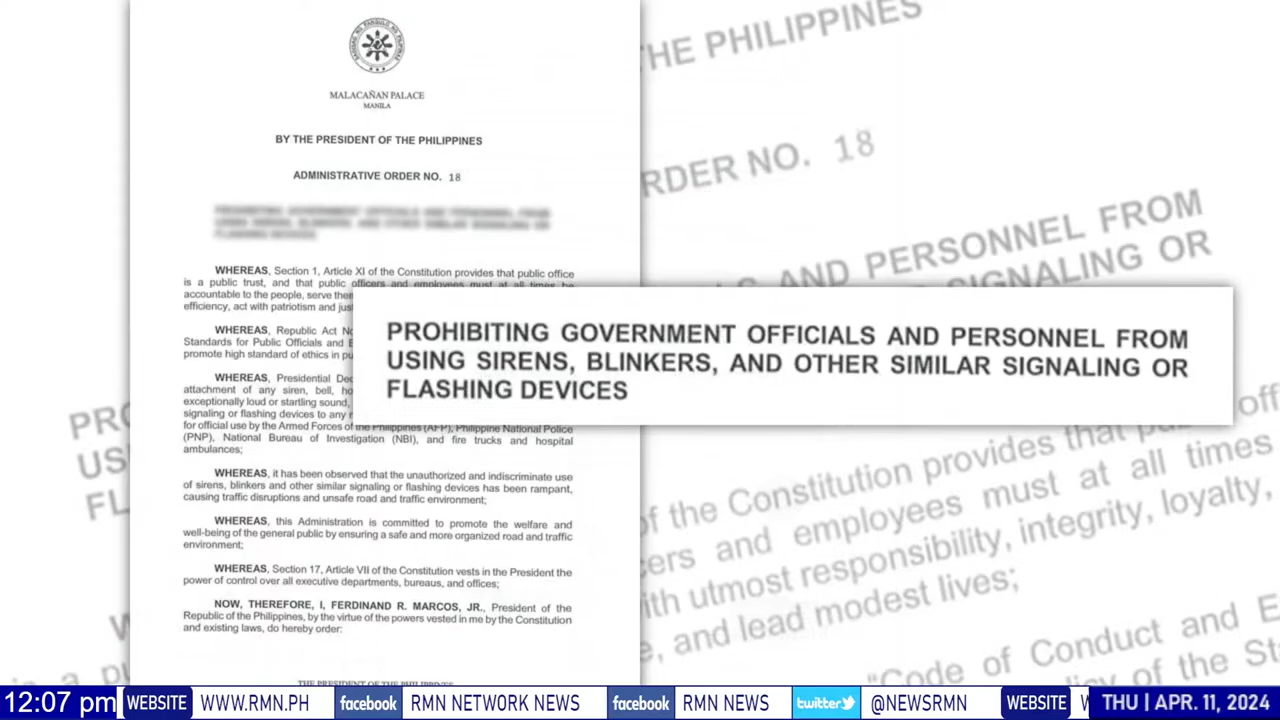 MALACAÑAN PALACE
MANILA
BY THE PRESIDENT OF THE PHILIPPINES
ADMINISTRATIVE ORDER NO. 18
WHEREAS, Section 1, Article XI of the Constitution provides that public office
is a public trust, and that public officers and employees must at all times be
accountable to the people, serve them
efficiency, act with patriotism and jus
WHEREAS, Republic Act No
Standards for Public Officials and E
promote high standard of ethics in pu
WHEREAS, Presidential Dec
attachment of any siren, bell, ho
exceptionally loud or startling sound,
signaling or flashing devices to any
for official use by the Armed Forces of the Philippines (AFP), Philippine National Police
(PNP), National Bureau of Investigation (NBI), and fire trucks and hospital
ambulances;
WHEREAS, it has been observed that the unauthorized and indiscriminate use
of sirens, blinkers and other similar signaling or flashing devices has been rampant,
causing traffic disruptions and unsafe road and traffic environment;
WHEREAS, this Administration is committed to promote the welfare and
well-being of the general public by ensuring a safe and more organized road and traffic
environment;
WHEREAS, Section 17, Article VII of the Constitution vests in the President the
power of control over all executive departments, bureaus, and offices;
NOW, THEREFORE, I, FERDINAND R. MARCOS, JR., President of the
Republic of the Philippines, by the virtue of the powers vested in me by the Constitution
and existing laws, do hereby order:
PROHIBITING GOVERNMENT OFFICIALS AND PERSONNEL FROM
USING SIRENS, BLINKERS, AND OTHER SIMILAR SIGNALING OR
FLASHING DEVICES
THE PHILIPPINES
RDER NO. 18
S AND PERSONNEL FROM
SIGNALING OR
PRO
US
FL
of the Constitution provides that
cers and employees must at all times
ith utmost responsibility, integrity, loyalty,
e, and lead modest lives;
"Code of Conduct and E
of the St
is a pu
12:07 pm WEBSITE WWW.RMN.PH facebook RMN NETWORK NEWS facebook RMN NEWS twitter @NEWSRMN WEBSITE WWW THU | APR. 11, 2024